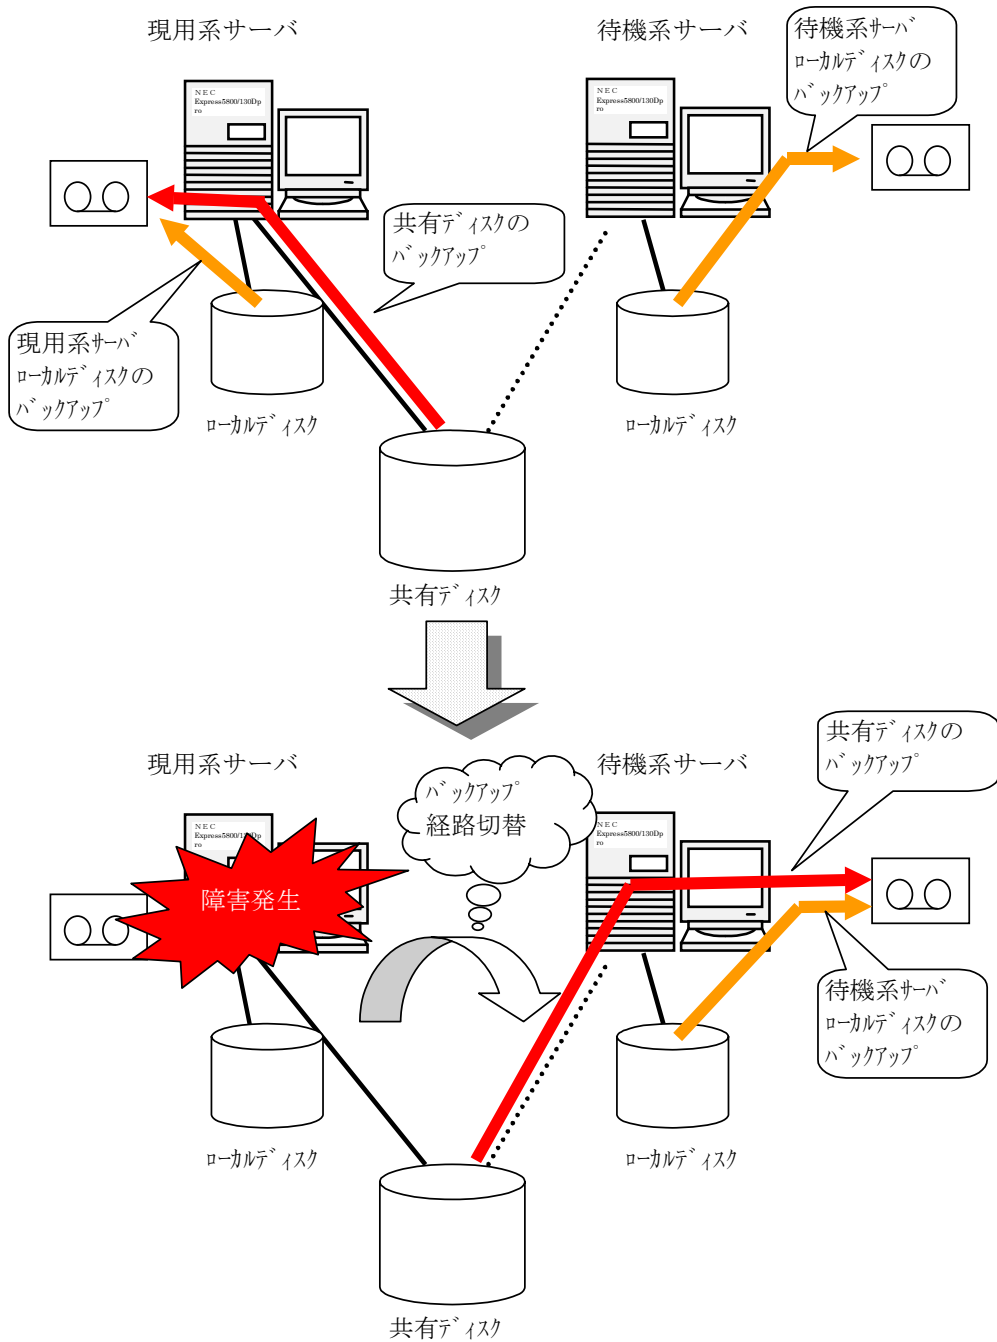 現用系サーバ
待機系サーバ
待機系ｻｰﾊﾞ
ﾛｰｶﾙﾃﾞｨｽｸの
ﾊﾞｯｸｱｯﾌﾟ
NEC
Express5800/130Dp
ro
NEC
Express5800/130Dp
ro
共有ﾃﾞｨｽｸの
ﾊﾞｯｸｱｯﾌﾟ
現用系ｻｰﾊﾞ
ﾛｰｶﾙﾃﾞｨｽｸの
ﾊﾞｯｸｱｯﾌﾟ
ﾛｰｶﾙﾃﾞｨｽｸ
ﾛｰｶﾙﾃﾞｨｽｸ
共有ﾃﾞｨｽｸ
現用系サーバ
待機系サーバ
共有ﾃﾞｨｽｸの
ﾊﾞｯｸｱｯﾌﾟ
ﾊﾞｯｸｱｯﾌﾟ
経路切替
NEC
Express5800/130Dp
ro
NEC
Express5800/130Dp
ro
障害発生
待機系ｻｰﾊﾞ
ﾛｰｶﾙﾃﾞｨｽｸの
ﾊﾞｯｸｱｯﾌﾟ
ﾛｰｶﾙﾃﾞｨｽｸ
ﾛｰｶﾙﾃﾞｨｽｸ
共有ﾃﾞｨｽｸ